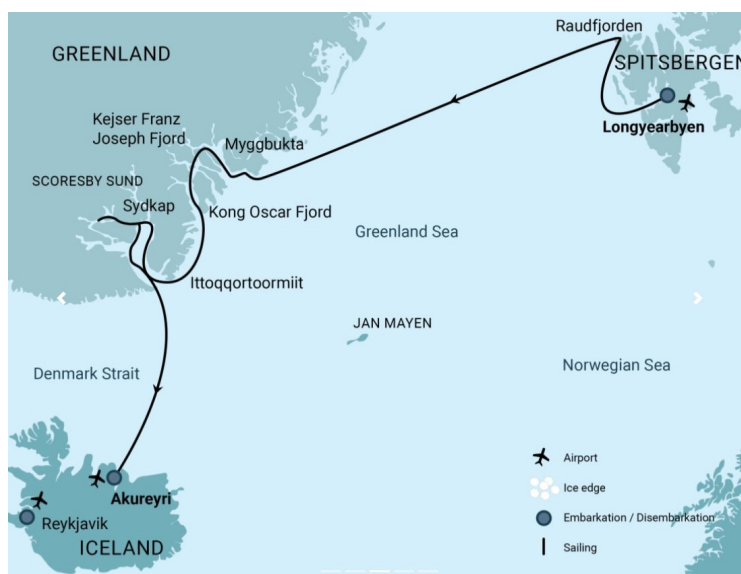 Raudfjorden
GREENLAND
SPITSBERGEN
Kejser Franz
Joseph Fjord
Myggbukta
Longyearbyen
SCORESBY SUND
Sydkap
Kong Oscar Fjord
Greenland Sea
Ittoqqortoormiit
JAN MAYEN
Denmark Strait
Norwegian Sea
Airport
Ice edge
Akureyri
Embarkation / Disembarkation
Reykjavik
ICELAND
Sailing